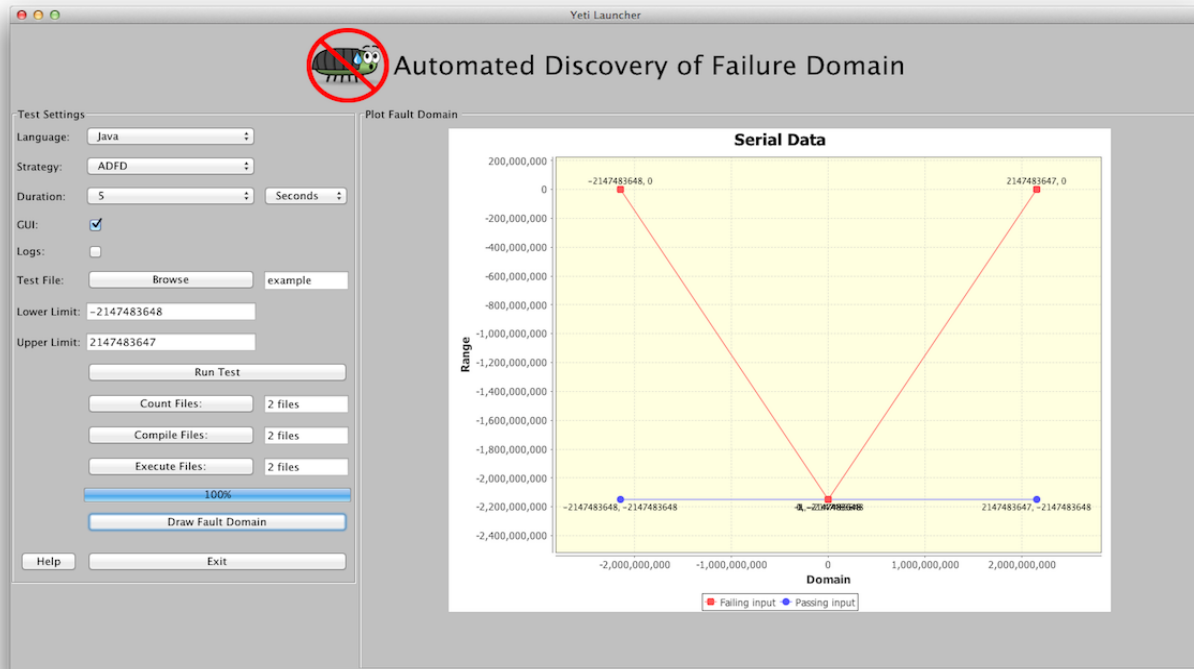 Yeti Launcher
Automated Discovery of Failure Domain
Test Settings
Language: Java
Strategy: ADFD
Duration: 5 Seconds
GUI:
Logs:
Test File: Browse example
Lower Limit: -2147483648
Upper Limit: 2147483647
Run Test
Count Files: 2 files
Compile Files: 2 files
Execute Files: 2 files
100%
Draw Fault Domain
Help Exit
Plot Fault Domain
Serial Data
200,000,000
0
-200,000,000
-400,000,000
-600,000,000
-800,000,000
-1,000,000,000
-1,200,000,000
-1,400,000,000
-1,600,000,000
-1,800,000,000
-2,000,000,000
-2,200,000,000
-2,400,000,000
Range
-2147483648, 0 2147483647, 0
-2147483648, -2147483648 2147483647, -2147483648
-2,000,000,000 -1,000,000,000 0 1,000,000,000 2,000,000,000
Domain
Failing input Passing input